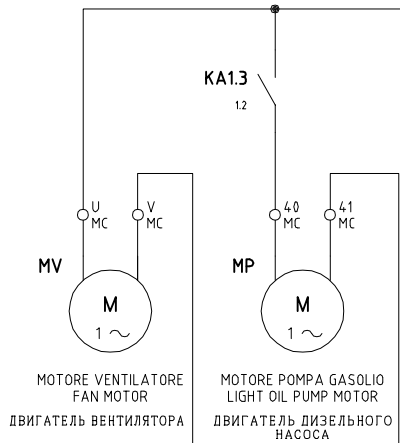 KA1.3
1.2
U
MC
V
MC
40
MC
41
MC
MV
MP
M
1 ~
M
1 ~
MOTORE VENTILATORE
FAN MOTOR
ДВИГАТЕЛЬ ВЕНТИЛЯТОРА
MOTORE POMPA GASOLIO
LIGHT OIL PUMP MOTOR
ДВИГАТЕЛЬ ДИЗЕЛЬНОГО
НАСОСА